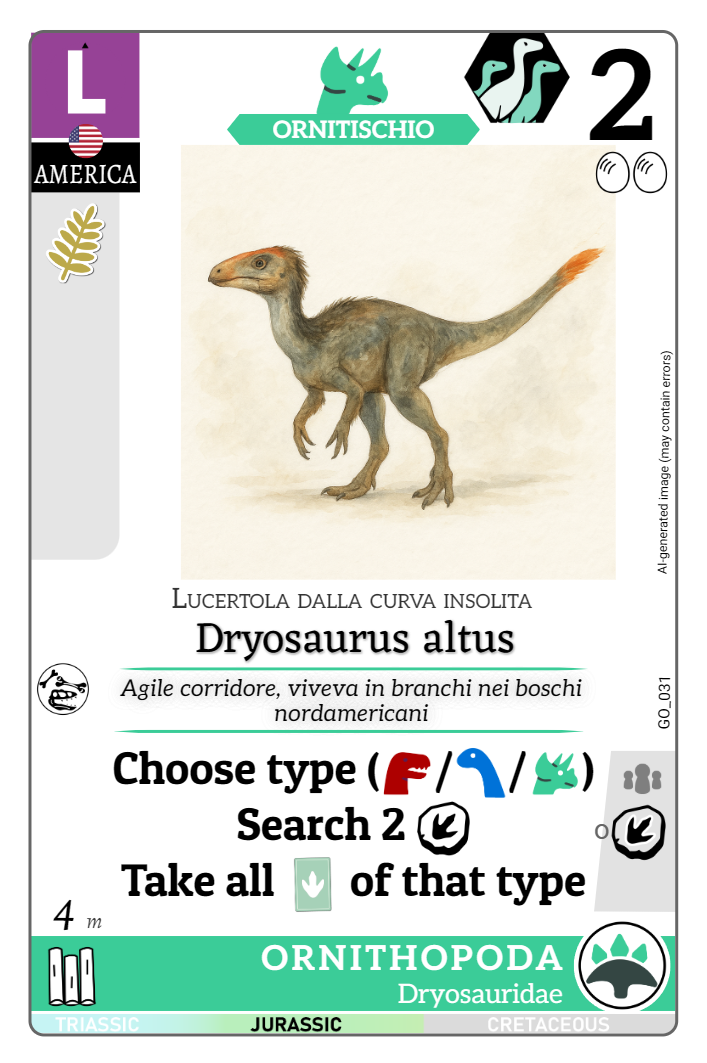 L
AMERICA
ORNITISCHIO
2
AI-generated image (may contain errors)
LUCERTOLA DALLA CURVA INSOLITA
Dryosaurus altus
Agile corridore, viveva in branchi nei boschi
nordamericani
GO_031
Choose type ( / / )
Search 2
o
Take all of that type
4 m
ORNITHOPODA
Dryosauridae
TRIASSIC JURASSIC CRETACEOUS